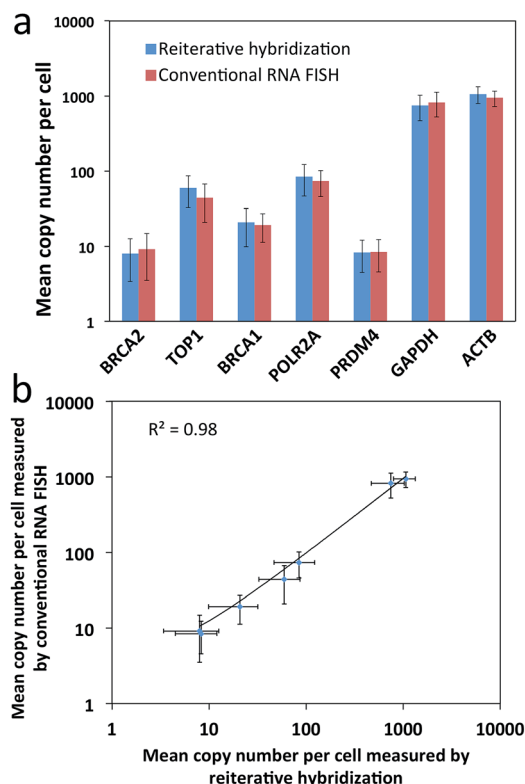 a
10000
1000
100
10
1
Mean copy number per cell
Reiterative hybridization
Conventional RNA FISH
BRCA2
TOP1
BRCA1
POLR2A
PRDM4
GAPDH
ACTB
b
10000
1000
100
10
1
Mean copy number per cell measured
by conventional RNA FISH
R² = 0.98
1
10
100
1000
10000
Mean copy number per cell measured by
reiterative hybridization